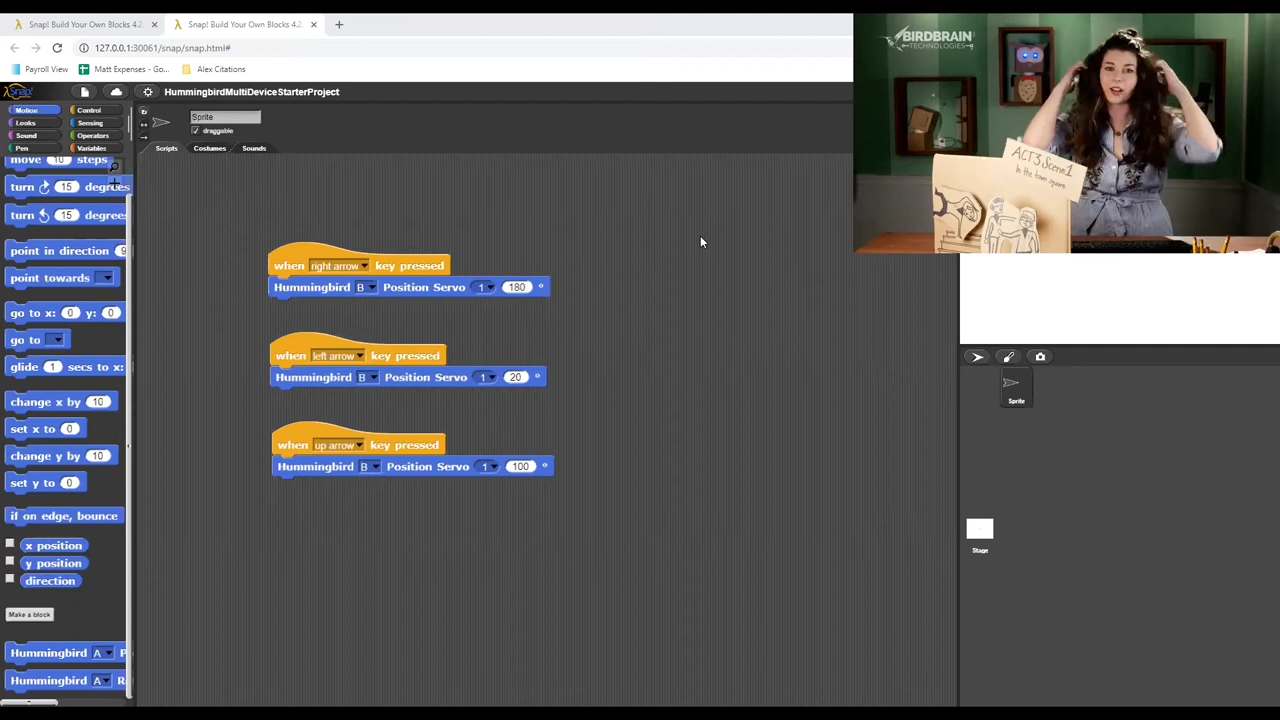 Snap! Build Your Own Blocks 4.2.
Snap! Build Your Own Blocks 4.2.
127.0.0.1:30061/snap/snap.html#
Payroll View
Matt Expenses - Go...
Alex Citations
BIRDBRAIN
TECHNOLOGIES
ACT 3 Scene 1
In the town square
Snap!
HummingbirdMultiDeviceStarterProject
Motion
Control
Looks
Sensing
Sound
Operators
Pen
Variables
Sprite
draggable
Scripts
Costumes
Sounds
move 10 steps
turn 15 degrees
turn 15 degrees
point in direction 9
point towards
go to x: 0 y: 0
go to
glide 1 secs to x:
change x by 10
set x to 0
change y by 10
set y to 0
if on edge, bounce
x position
y position
direction
Make a block
Hummingbird A P
Hummingbird A R
when right arrow key pressed
Hummingbird B Position Servo 1 180 °
when left arrow key pressed
Hummingbird B Position Servo 1 20 °
when up arrow key pressed
Hummingbird B Position Servo 1 100 °
Sprite
Stage